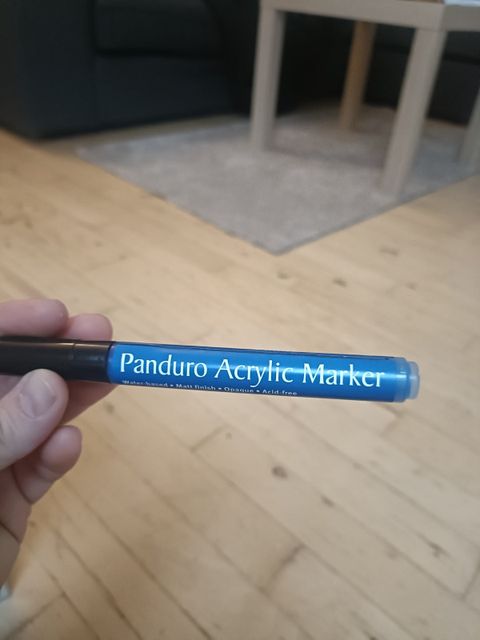 Panduro Acrylic Marker
Water-based • Matt finish • Opaque • Acid-free